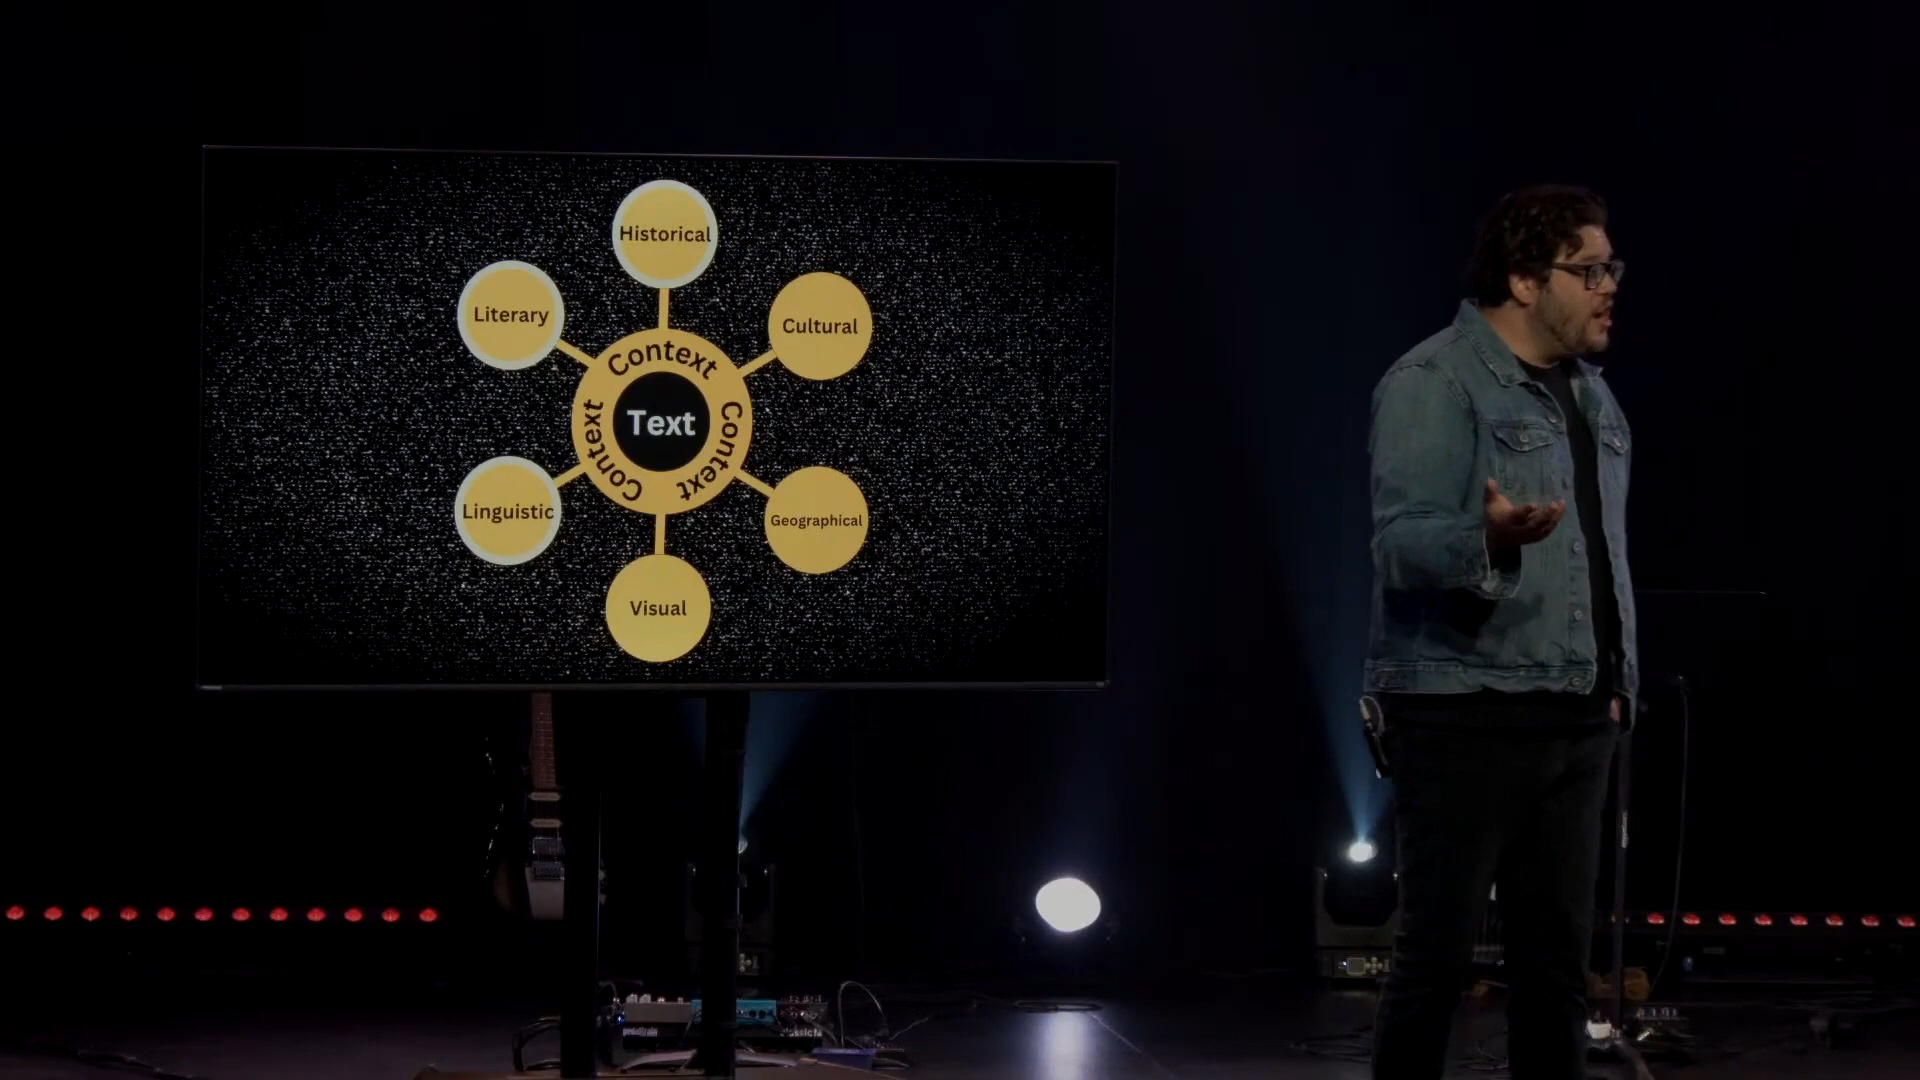 Historical
Literary
Cultural
Context
Context
Context
Text
Linguistic
Geographical
Visual